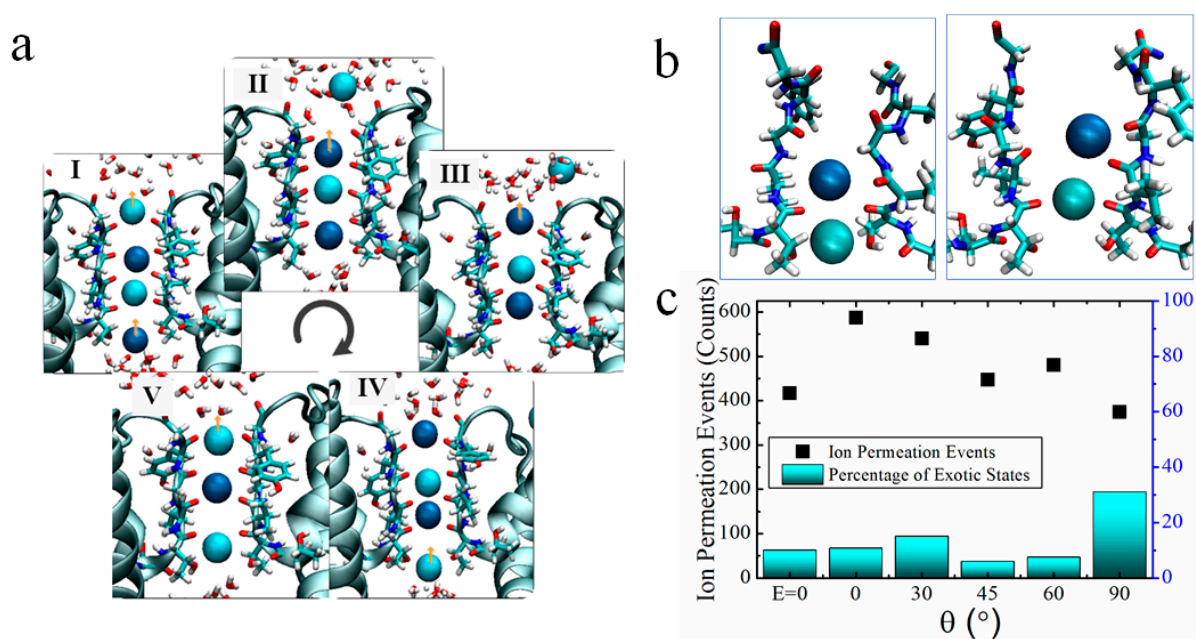 a
I
II
III
IV
V
b
c
Ion Permeation Events (Counts)
600
500
400
300
200
100
0
100
80
60
40
20
0
Ion Permeation Events
Percentage of Exotic States
E=0 0 30 45 60 90
θ (°)